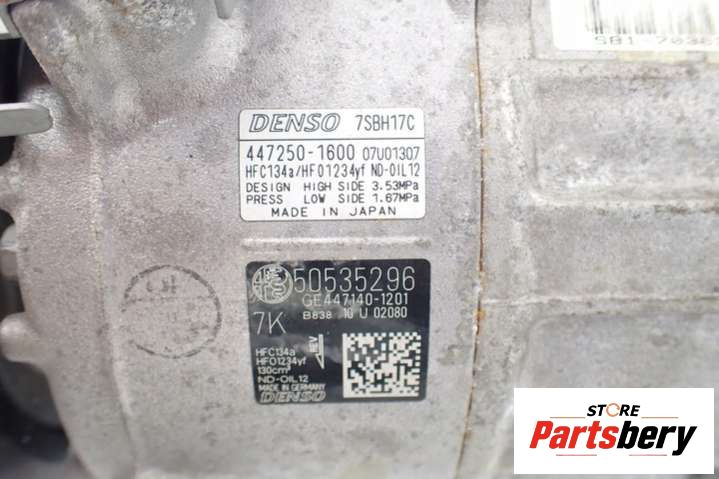 DENSO 7SBH17C
447250-1600 07U01307
HFC134a/HFO1234yf ND-OIL12
DESIGN HIGH SIDE 3.53MPa
PRESS LOW SIDE 1.67MPa
MADE IN JAPAN
50535296
GE447140-1201
7K B838 10 U 02080
REV
HFC134a
HFO1234yf
130cm³
ND-OIL12
MADE IN GERMANY
DENSO
STORE
Partsbery